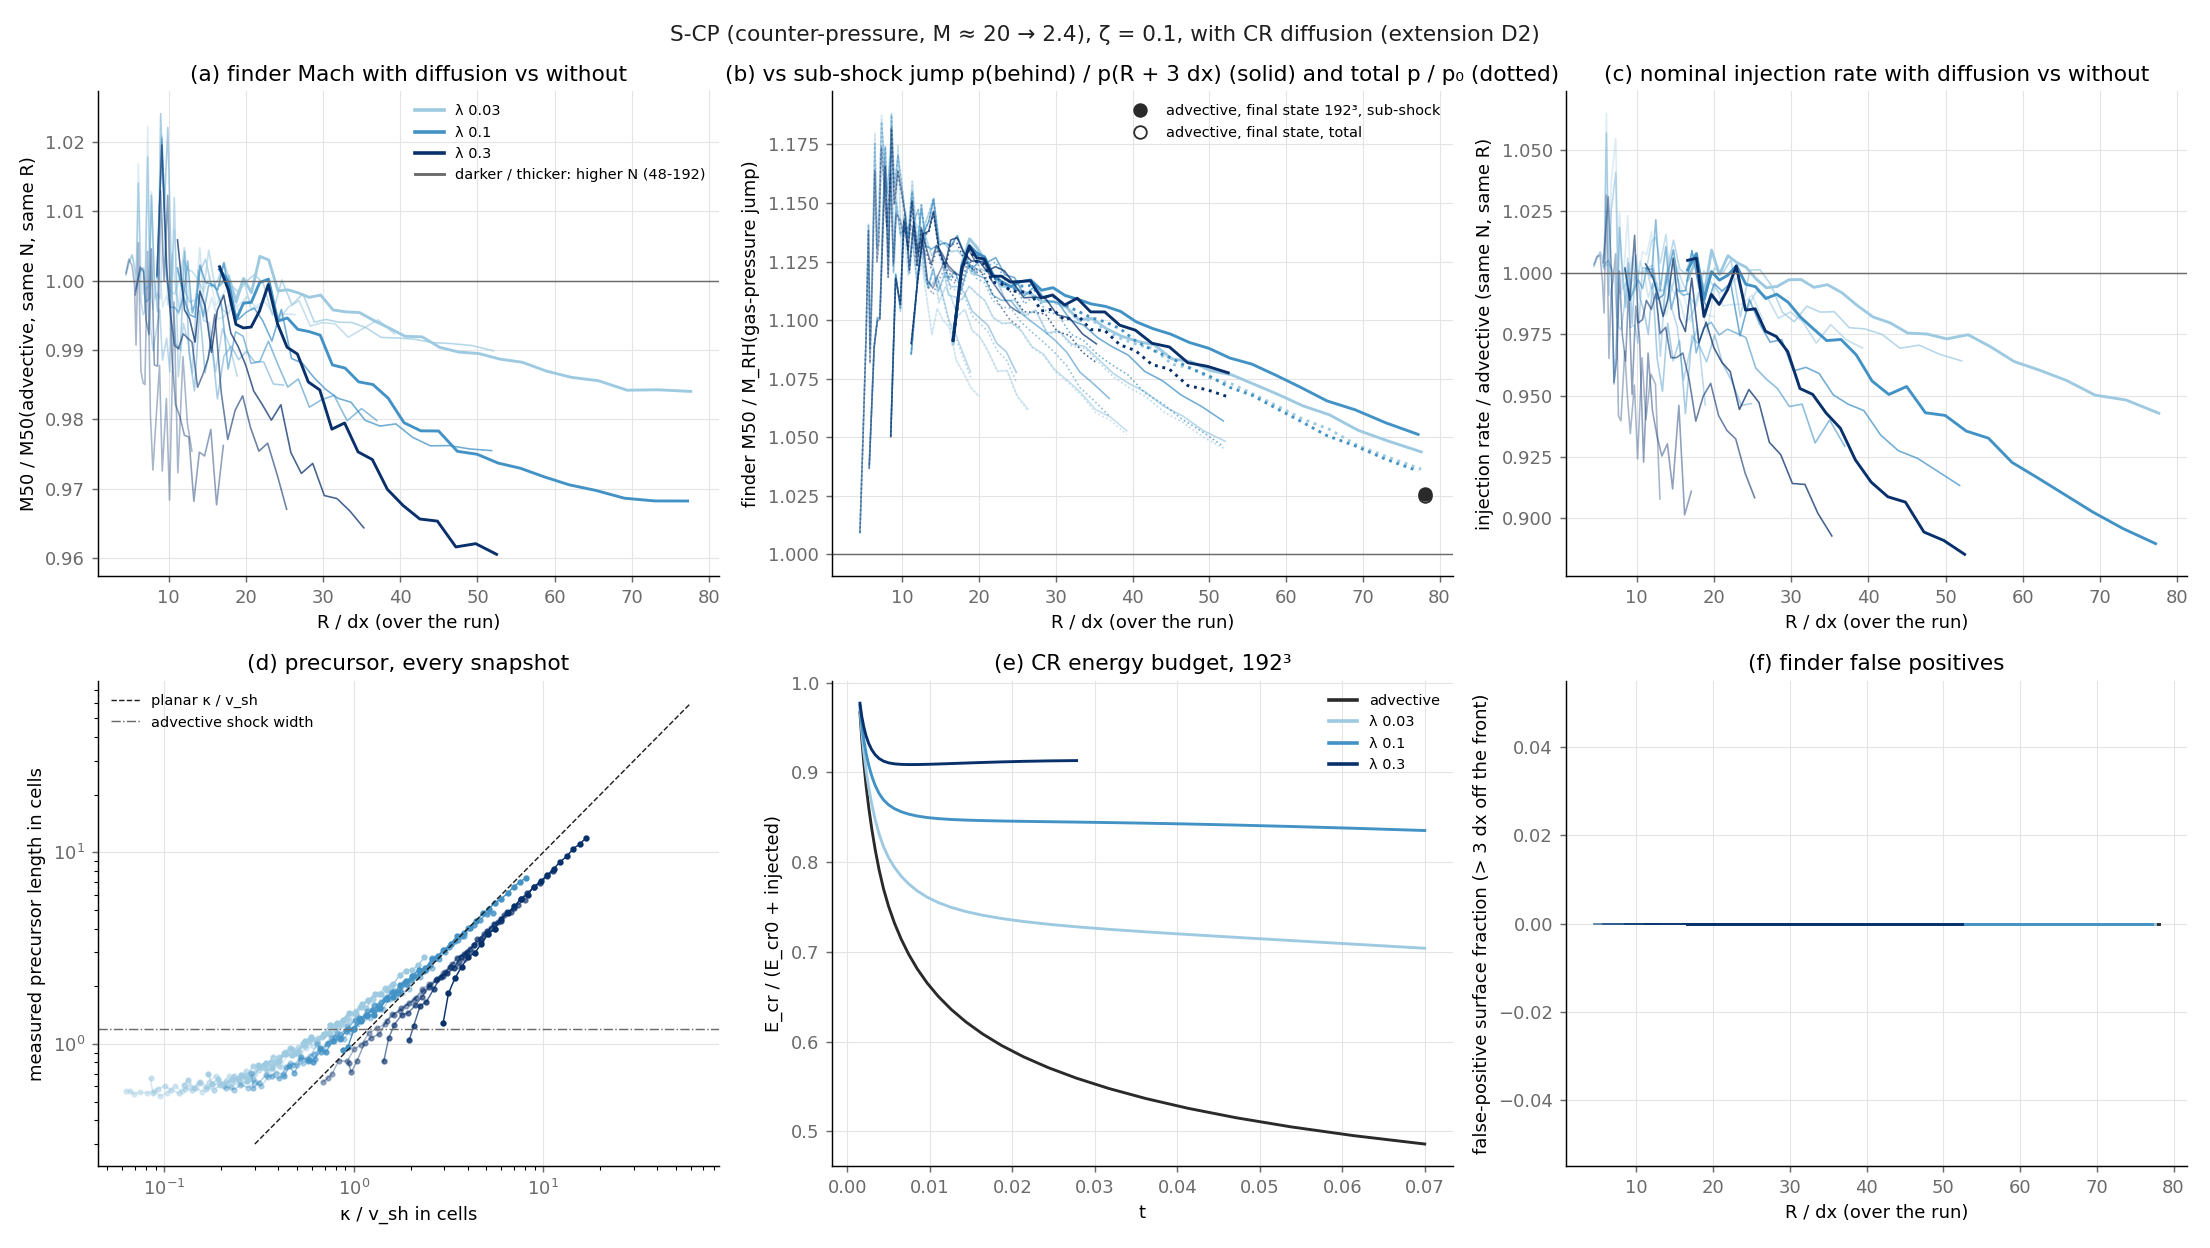 S-CP (counter-pressure, M ≈ 20 → 2.4), ζ = 0.1, with CR diffusion (extension D2)
(a) finder Mach with diffusion vs without
M50 / M50(advective, same N, same R)
1.02
1.01
1.00
0.99
0.98
0.97
0.96
λ 0.03
λ 0.1
λ 0.3
darker / thicker: higher N (48-192)
10 20 30 40 50 60 70 80
R / dx (over the run)
(b) vs sub-shock jump p(behind) / p(R + 3 dx) (solid) and total p / p₀ (dotted)
finder M50 / M_RH(gas-pressure jump)
1.175
1.150
1.125
1.100
1.075
1.050
1.025
1.000
advective, final state 192³, sub-shock
advective, final state, total
10 20 30 40 50 60 70 80
R / dx (over the run)
(c) nominal injection rate with diffusion vs without
injection rate / advective (same N, same R)
1.050
1.025
1.000
0.975
0.950
0.925
0.900
10 20 30 40 50 60 70 80
R / dx (over the run)
(d) precursor, every snapshot
measured precursor length in cells
10¹
10⁰
planar κ / v_sh
advective shock width
10⁻¹ 10⁰ 10¹
κ / v_sh in cells
(e) CR energy budget, 192³
E_cr / (E_cr0 + injected)
1.0
0.9
0.8
0.7
0.6
0.5
advective
λ 0.03
λ 0.1
λ 0.3
0.00 0.01 0.02 0.03 0.04 0.05 0.06 0.07
t
(f) finder false positives
false-positive surface fraction (> 3 dx off the front)
0.04
0.02
0.00
−0.02
−0.04
10 20 30 40 50 60 70 80
R / dx (over the run)